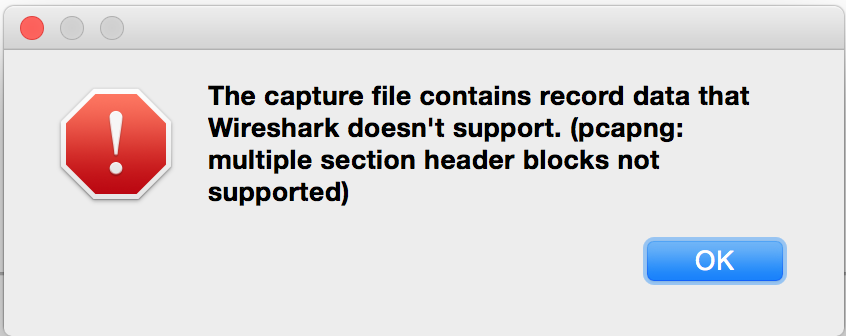 The capture file contains record data that
Wireshark doesn't support. (pcapng:
multiple section header blocks not
supported)
OK